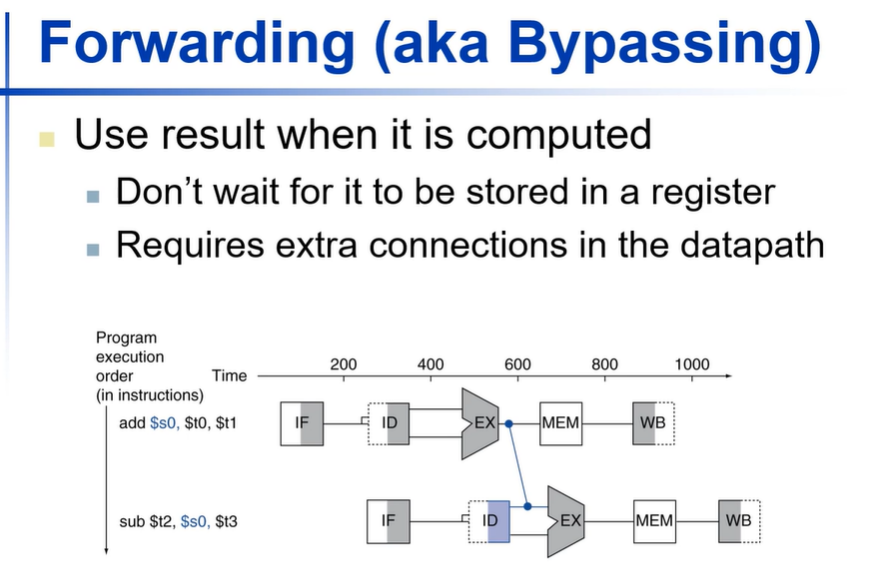 Forwarding (aka Bypassing)
Use result when it is computed
Don't wait for it to be stored in a register
Requires extra connections in the datapath
Program
execution
order
(in instructions)
Time
200 400 600 800 1000
add $s0, $t0, $t1
IF ID EX MEM WB
sub $t2, $s0, $t3
IF ID EX MEM WB